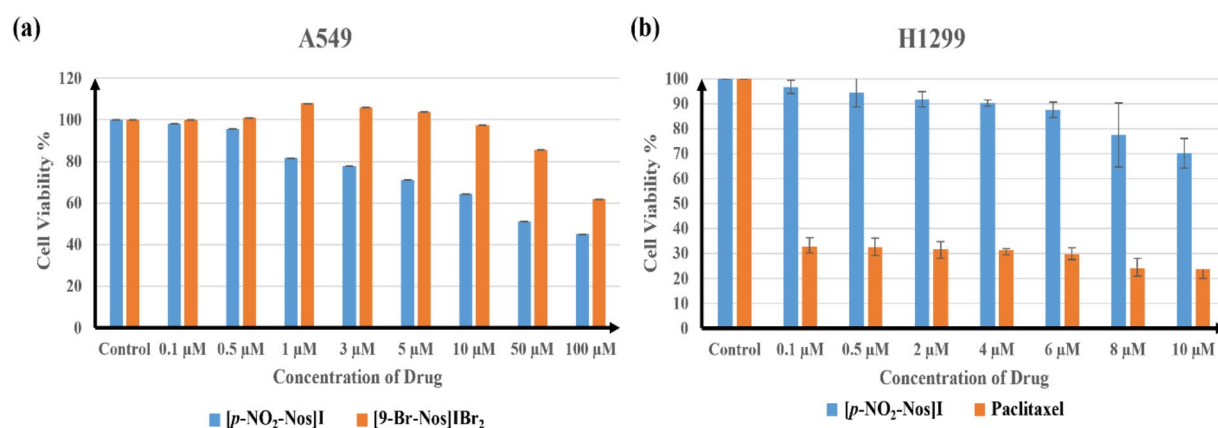 (a)
A549
Cell Viability %
120
100
80
60
40
20
0
Control 0.1 µM 0.5 µM 1 µM 3 µM 5 µM 10 µM 50 µM 100 µM
Concentration of Drug
[p-NO₂-Nos]I [9-Br-Nos]IBr₂
(b)
H1299
Cell Viability %
100
90
80
70
60
50
40
30
20
10
0
Control 0.1 µM 0.5 µM 2 µM 4 µM 6 µM 8 µM 10 µM
Concentration of Drug
[p-NO₂-Nos]I Paclitaxel